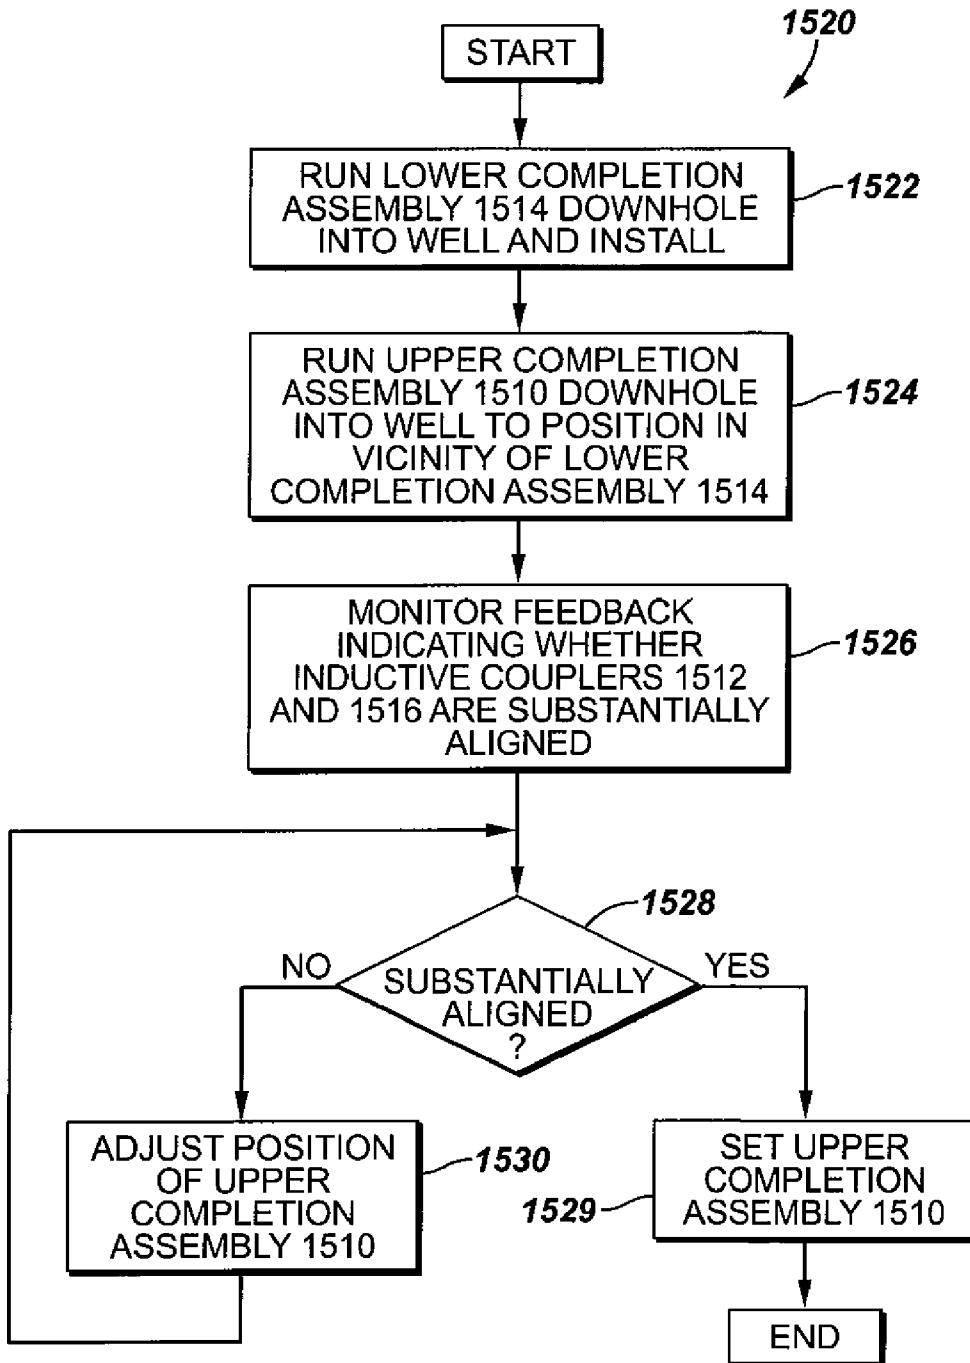 1520
START
RUN LOWER COMPLETION
ASSEMBLY 1514 DOWNHOLE
INTO WELL AND INSTALL
1522
RUN UPPER COMPLETION
ASSEMBLY 1510 DOWNHOLE
INTO WELL TO POSITION IN
VICINITY OF LOWER
COMPLETION ASSEMBLY 1514
1524
MONITOR FEEDBACK
INDICATING WHETHER
INDUCTIVE COUPLERS 1512
AND 1516 ARE SUBSTANTIALLY
ALIGNED
1526
1528
NO
SUBSTANTIALLY
ALIGNED
?
YES
ADJUST POSITION
OF UPPER
COMPLETION
ASSEMBLY 1510
1530
1529
SET UPPER
COMPLETION
ASSEMBLY 1510
END